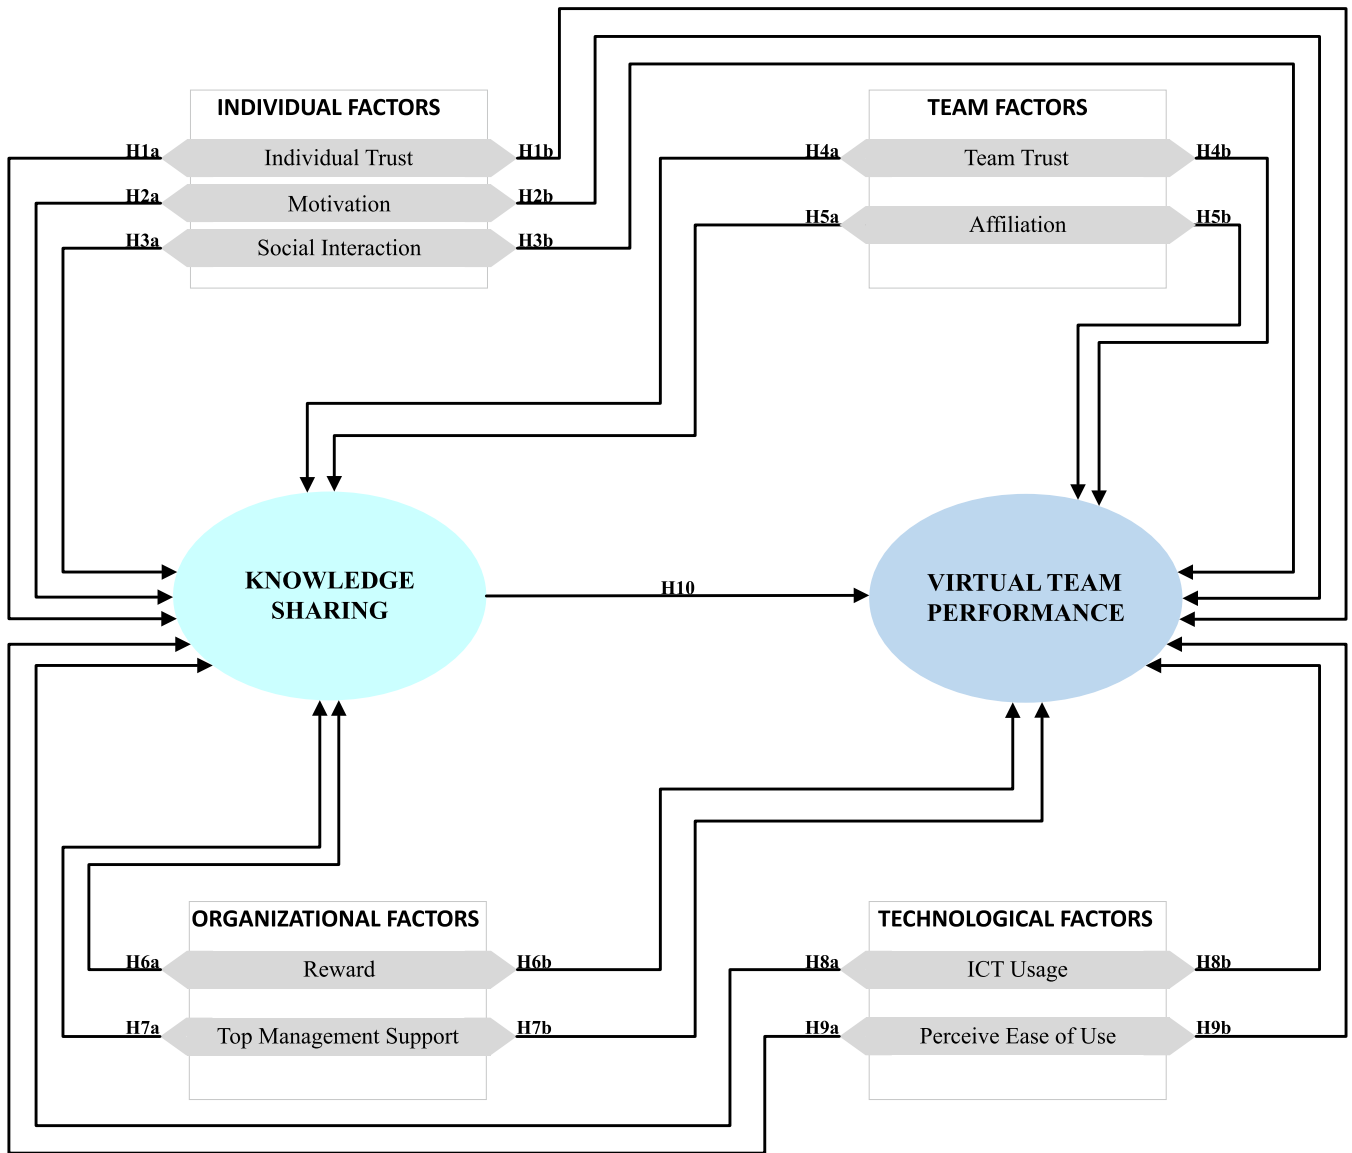 INDIVIDUAL FACTORS
H1a Individual Trust H1b
H2a Motivation H2b
H3a Social Interaction H3b
TEAM FACTORS
H4a Team Trust H4b
H5a Affiliation H5b
KNOWLEDGE
SHARING
H10
VIRTUAL TEAM
PERFORMANCE
ORGANIZATIONAL FACTORS
H6a Reward H6b
H7a Top Management Support H7b
TECHNOLOGICAL FACTORS
H8a ICT Usage H8b
H9a Perceive Ease of Use H9b